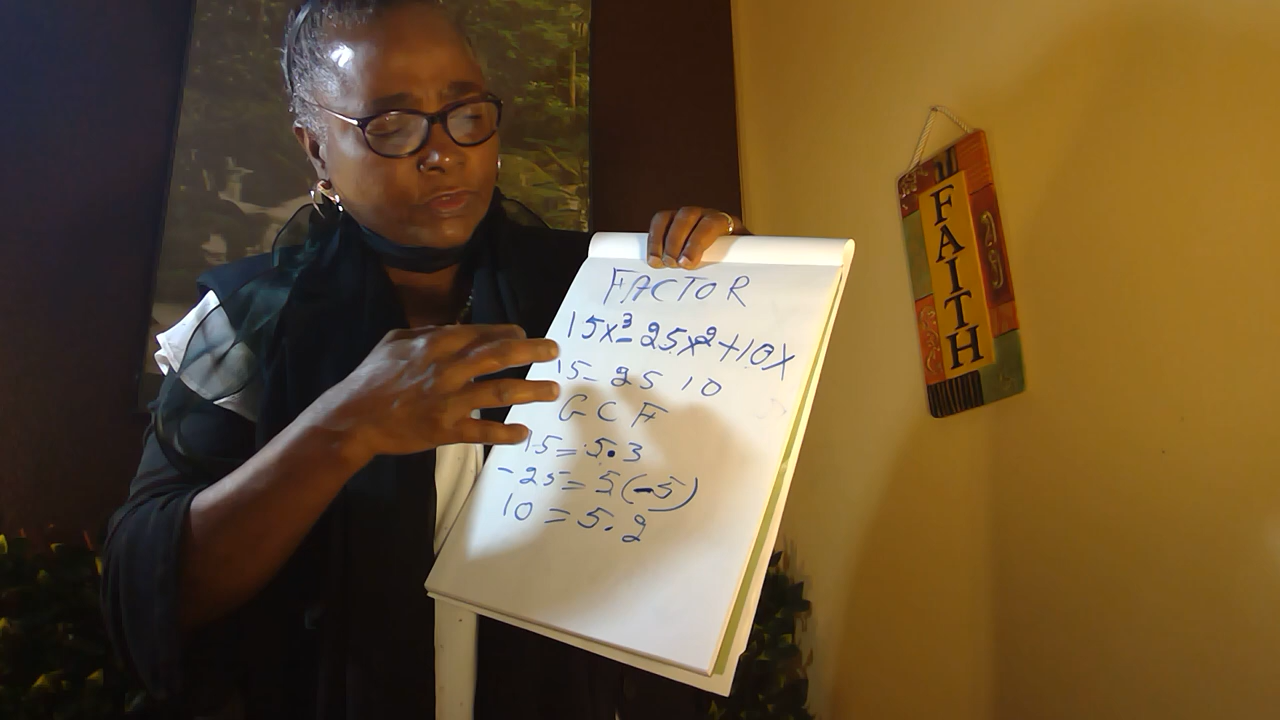 FACTOR
15x³-25x²+10x
15-25 10
GCF
15=5•3
-25=5(-5)
10=5.2
FAITH